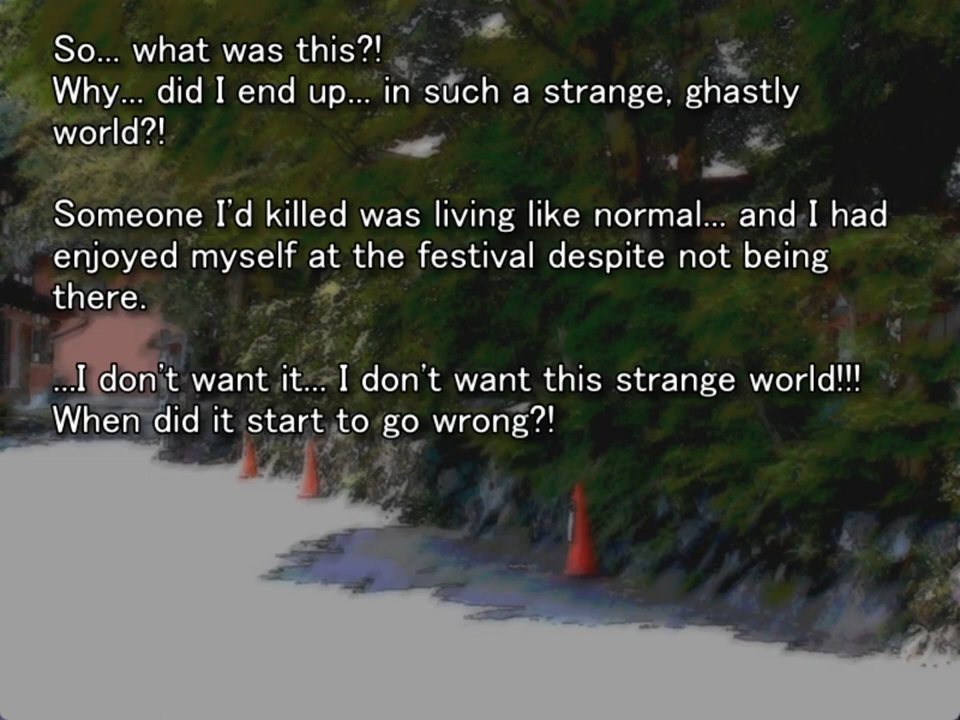 So... what was this?!
Why... did I end up... in such a strange, ghastly
world?!
Someone I'd killed was living like normal... and I had
enjoyed myself at the festival despite not being
there.
...I don't want it... I don't want this strange world!!!
When did it start to go wrong?!